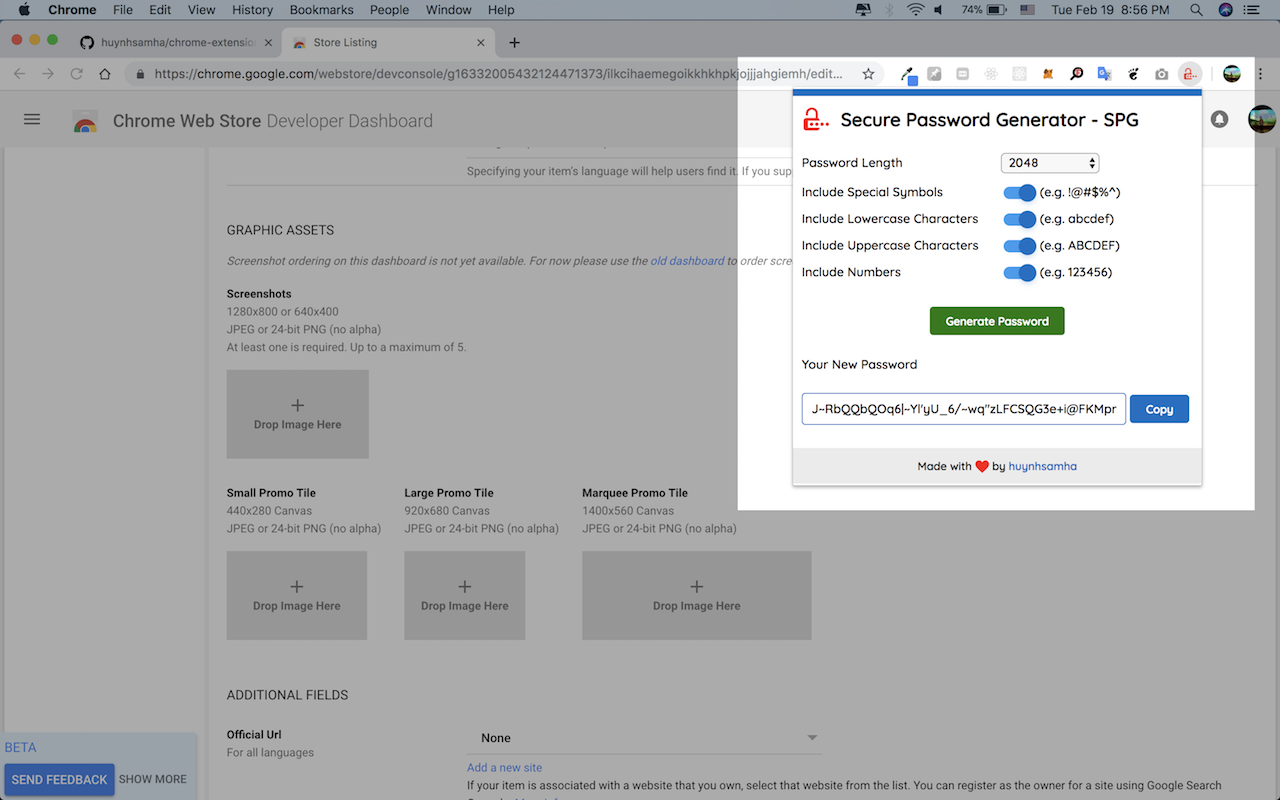 Chrome File Edit View History Bookmarks People Window Help 74% Tue Feb 19 8:56 PM
huynhsamha/chrome-extensio
Store Listing
https://chrome.google.com/webstore/devconsole/g16332005432124471373/ilkcihaemegoikkhkhpkjojjjahgiemh/edit...
Chrome Web Store Developer Dashboard
Specifying your item's language will help users find it. If you sup
GRAPHIC ASSETS
Screenshot ordering on this dashboard is not yet available. For now please use the old dashboard to order scre
Screenshots
1280x800 or 640x400
JPEG or 24-bit PNG (no alpha)
At least one is required. Up to a maximum of 5.
Drop Image Here
Small Promo Tile
440x280 Canvas
JPEG or 24-bit PNG (no alpha)
Drop Image Here
Large Promo Tile
920x680 Canvas
JPEG or 24-bit PNG (no alpha)
Drop Image Here
Marquee Promo Tile
1400x560 Canvas
JPEG or 24-bit PNG (no alpha)
Drop Image Here
ADDITIONAL FIELDS
Official Url
For all languages
None
Add a new site
If your item is associated with a website that you own, select that website from the list. You can register as the owner for a site using Google Search
BETA
SEND FEEDBACK SHOW MORE
Secure Password Generator - SPG
Password Length 2048
Include Special Symbols (e.g. !@#$%^)
Include Lowercase Characters (e.g. abcdef)
Include Uppercase Characters (e.g. ABCDEF)
Include Numbers (e.g. 123456)
Generate Password
Your New Password
J~RbQQbQOq6|~Yl'yU_6/~wq"zLFCSQG3e+i@FKMpr
Copy
Made with ❤️ by huynhsamha